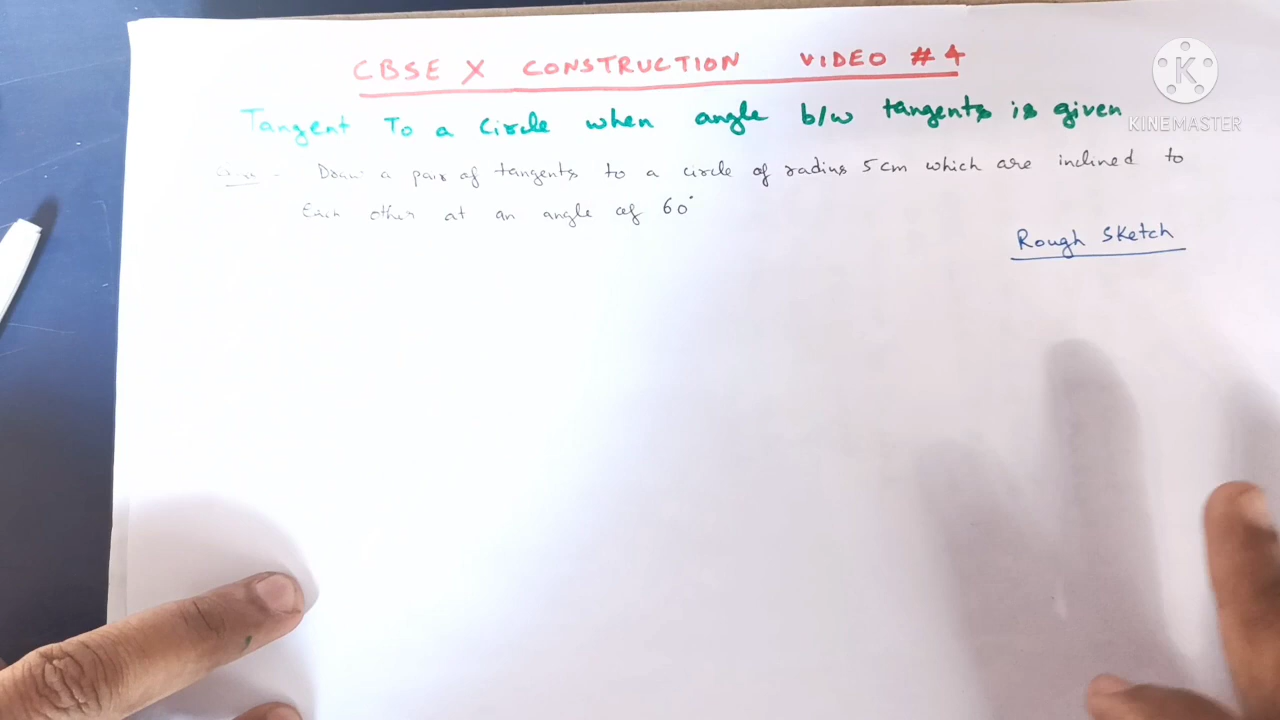 CBSE X CONSTRUCTION VIDEO #4
Tangent To a Circle when angle b/w tangents is given
KINEMASTER
- Draw a pair of tangents to a circle of radius 5cm which are inclined to
Each other at an angle of 60°
Rough Sketch